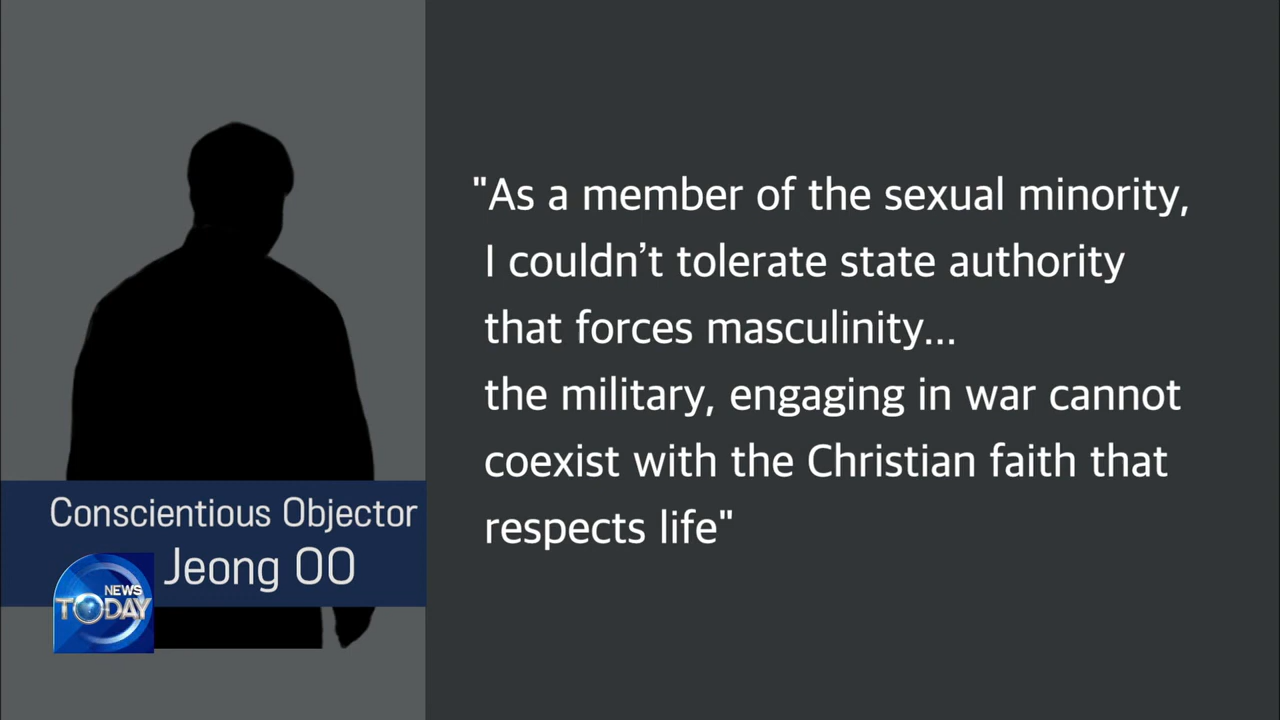 "As a member of the sexual minority,
I couldn’t tolerate state authority
that forces masculinity...
the military, engaging in war cannot
coexist with the Christian faith that
respects life"
Conscientious Objector
Jeong OO
NEWS
TODAY